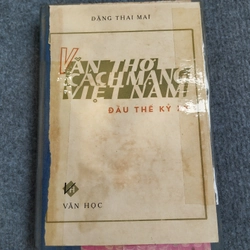 ĐẶNG THAI MAI
VĂN THƠ
CÁCH MẠNG
VIỆT NAM
ĐẦU THẾ KỶ
VĂN HỌC